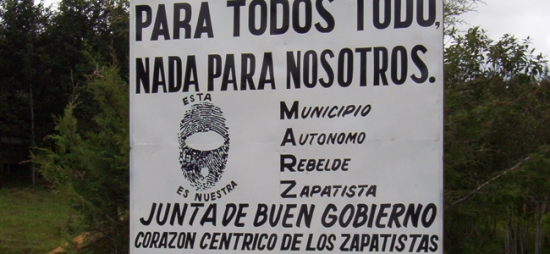 PARA TODOS TODO,
NADA PARA NOSOTROS.
ESTA
ES NUESTRA
MUNICIPIO
AUTONOMO
REBELDE
ZAPATISTA
JUNTA DE BUEN GOBIERNO
CORAZON CENTRICO DE LOS ZAPATISTAS